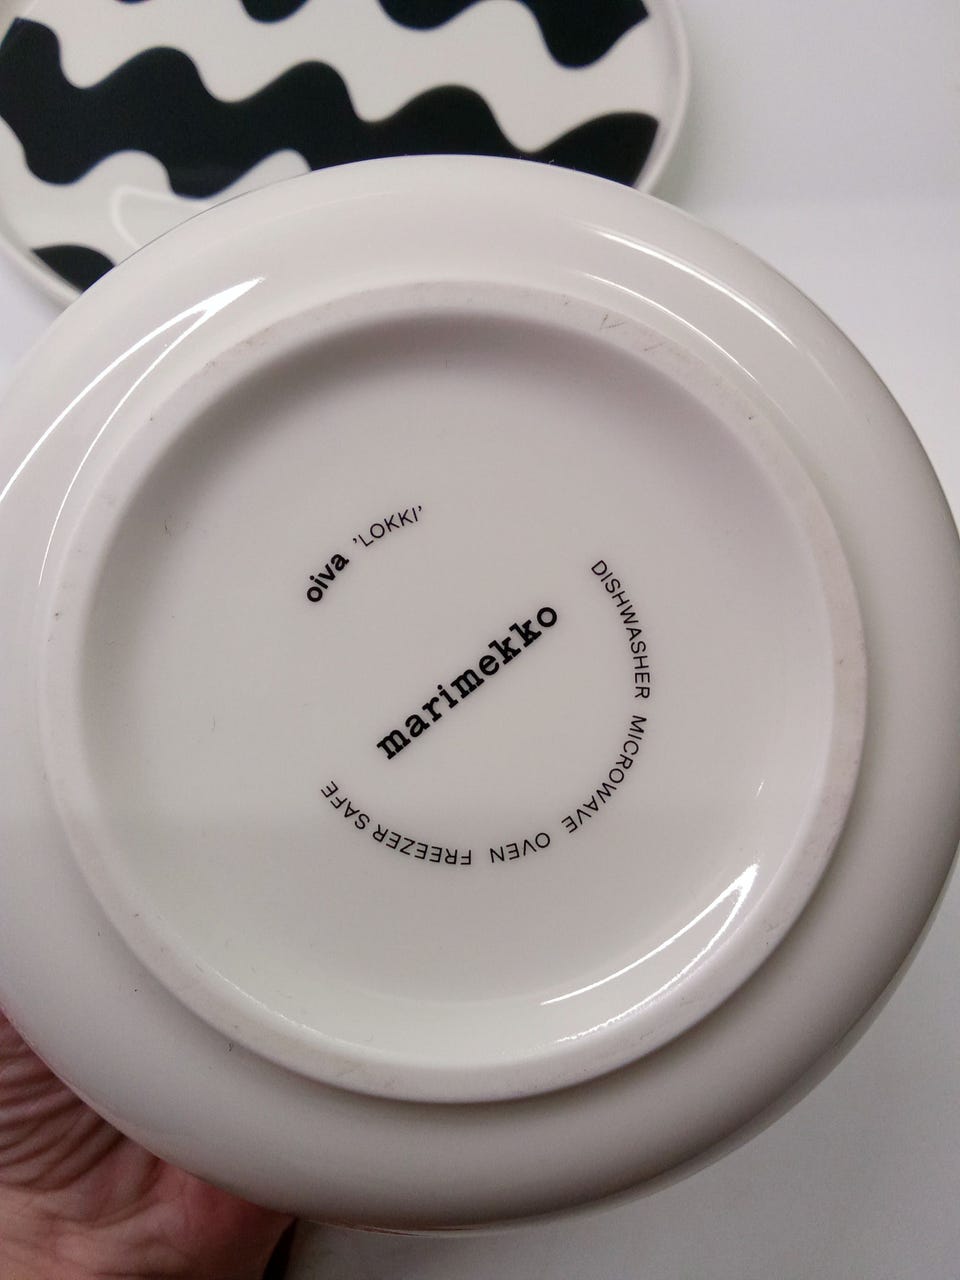 oiva 'LOKKI'
marimekko
DISHWASHER MICROWAVE OVEN FREEZER SAFE